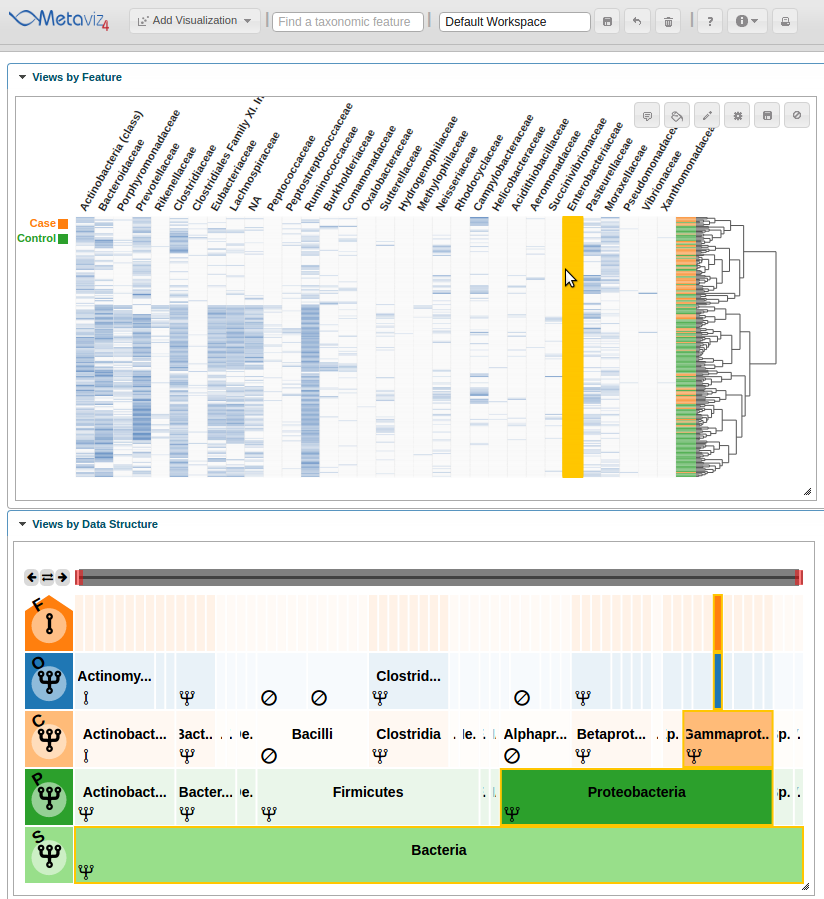 Metaviz4
Add Visualization
Find a taxonomic feature
Default Workspace
?
Views by Feature
Actinobacteria (class)
Bacteroidaceae
Porphyromonadaceae
Prevotellaceae
Rikenellaceae
Clostridiaceae
Clostridiales Family XI. In
Eubacteriaceae
Lachnospiraceae
NA
Peptococcaceae
Peptostreptococcaceae
Ruminococcaceae
Burkholderiaceae
Comamonadaceae
Oxalobacteraceae
Sutterellaceae
Hydrogenophilaceae
Methylophilaceae
Neisseriaceae
Rhodocyclaceae
Campylobacteraceae
Helicobacteraceae
Acidithiobacillaceae
Aeromonadaceae
Succinivibrionaceae
Enterobacteriaceae
Pasteurellaceae
Moraxellaceae
Pseudomonadac
Vibrionaceae
Xanthomonadac
Case
Control
Views by Data Structure
F
O
Actinomy...
Clostrid...
C
Actinobact...
Bact...
Bacilli
Clostridia
Alphapr...
Betaprot...
Gammaprot..
P
Actinobact...
Bacter...
Firmicutes
Proteobacteria
S
Bacteria